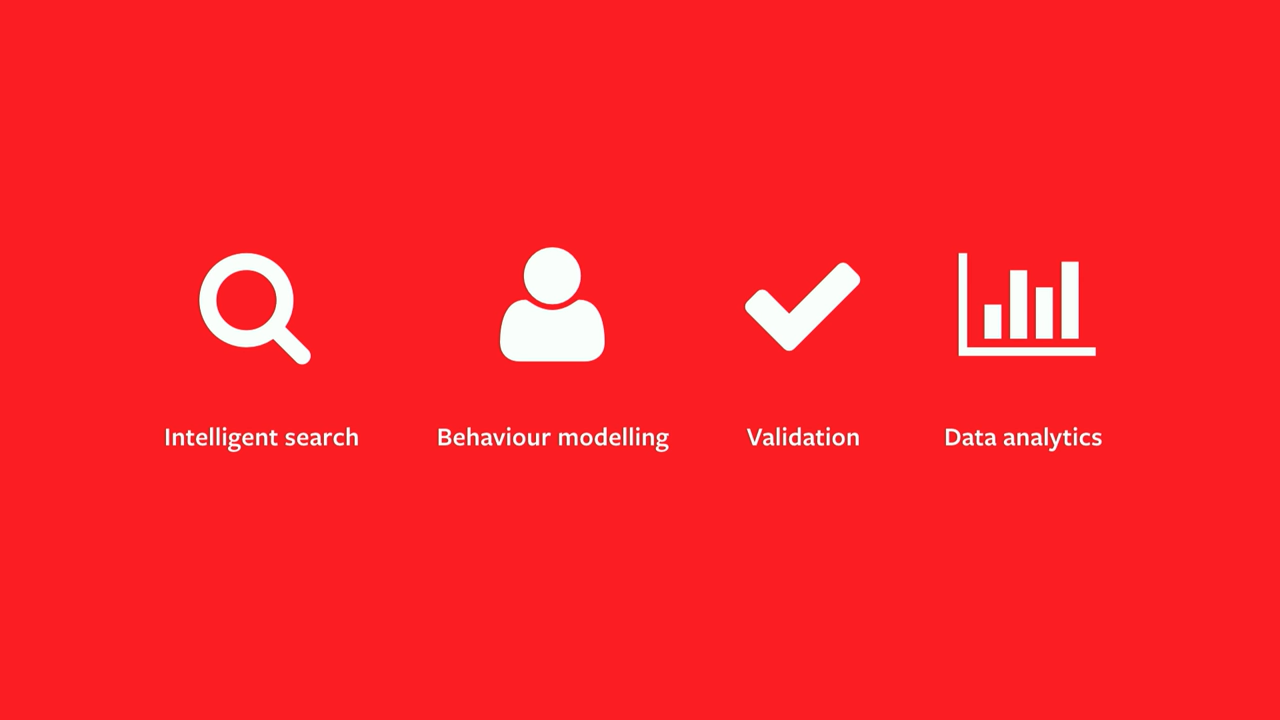 Intelligent search
Behaviour modelling
Validation
Data analytics